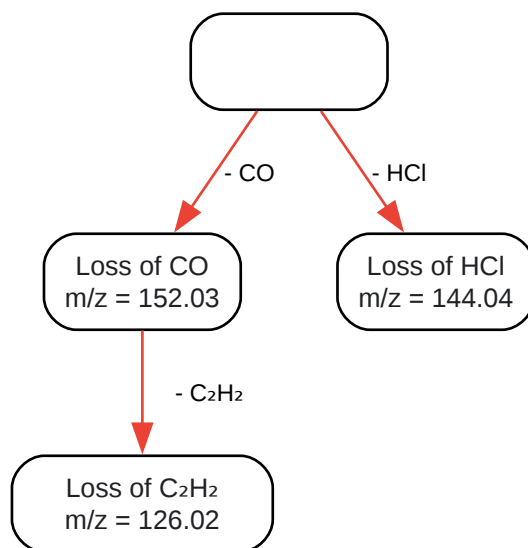 - CO
- HCl
Loss of CO
m/z = 152.03
Loss of HCl
m/z = 144.04
- C₂H₂
Loss of C₂H₂
m/z = 126.02